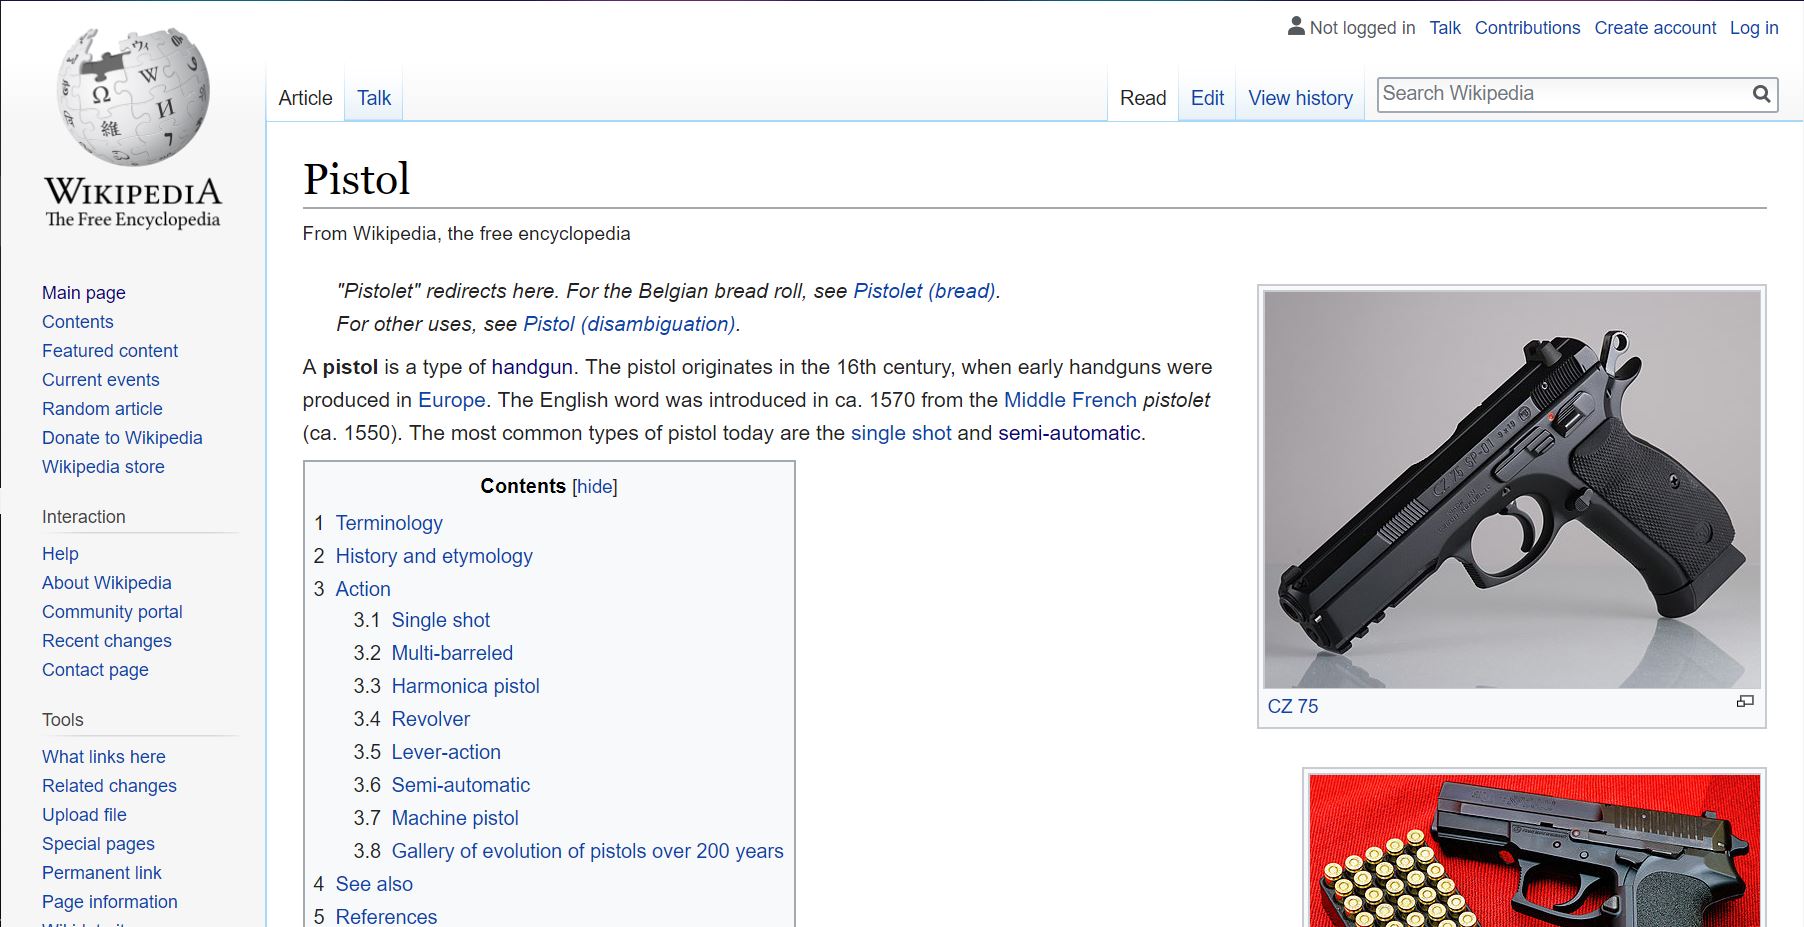 Not logged in Talk Contributions Create account Log in
Article Talk Read Edit View history Search Wikipedia
WIKIPEDIA
The Free Encyclopedia
Main page
Contents
Featured content
Current events
Random article
Donate to Wikipedia
Wikipedia store
Interaction
Help
About Wikipedia
Community portal
Recent changes
Contact page
Tools
What links here
Related changes
Upload file
Special pages
Permanent link
Page information
Pistol
From Wikipedia, the free encyclopedia
"Pistolet" redirects here. For the Belgian bread roll, see Pistolet (bread).
For other uses, see Pistol (disambiguation).
A pistol is a type of handgun. The pistol originates in the 16th century, when early handguns were
produced in Europe. The English word was introduced in ca. 1570 from the Middle French pistolet
(ca. 1550). The most common types of pistol today are the single shot and semi-automatic.
Contents [hide]
1 Terminology
2 History and etymology
3 Action
3.1 Single shot
3.2 Multi-barreled
3.3 Harmonica pistol
3.4 Revolver
3.5 Lever-action
3.6 Semi-automatic
3.7 Machine pistol
3.8 Gallery of evolution of pistols over 200 years
4 See also
5 References
CZ 75 SP-01 9x19
CZ 75